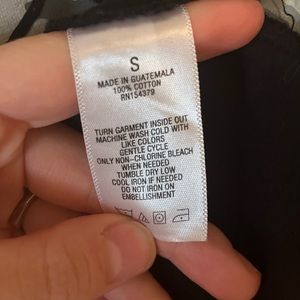 S
MADE IN GUATEMALA
100% COTTON
RN154379
TURN GARMENT INSIDE OUT
MACHINE WASH COLD WITH
LIKE COLORS
GENTLE CYCLE
ONLY NON-CHLORINE BLEACH
WHEN NEEDED
TUMBLE DRY LOW
COOL IRON IF NEEDED
DO NOT IRON ON
EMBELLISHMENT